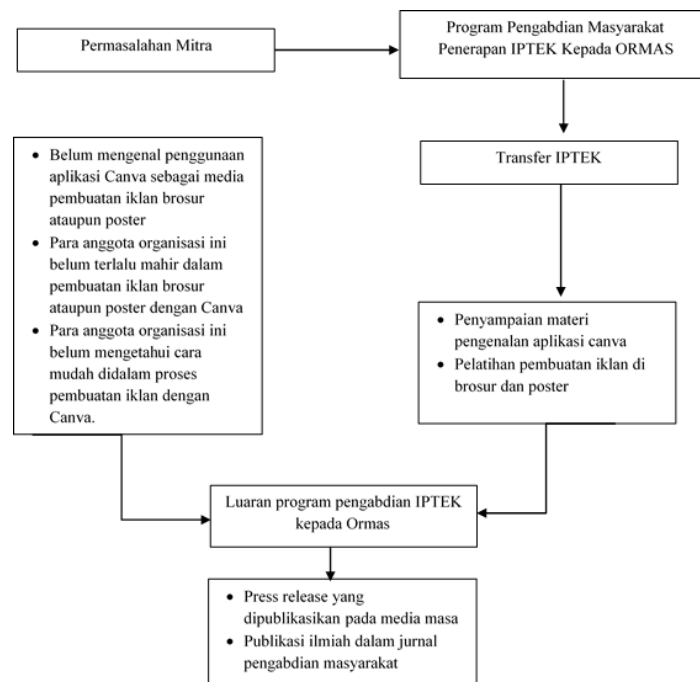 Permasalahan Mitra
Program Pengabdian Masyarakat
Penerapan IPTEK Kepada ORMAS
• Belum mengenal penggunaan
aplikasi Canva sebagai media
pembuatan iklan brosur
ataupun poster
• Para anggota organisasi ini
belum terlalu mahir dalam
pembuatan iklan brosur
ataupun poster dengan Canva
• Para anggota organisasi ini
belum mengetahui cara
mudah didalam proses
pembuatan iklan dengan
Canva.
Transfer IPTEK
• Penyampaian materi
pengenalan aplikasi canva
• Pelatihan pembuatan iklan di
brosur dan poster
Luaran program pengabdian IPTEK
kepada Ormas
• Press release yang
dipublikasikan pada media masa
• Publikasi ilmiah dalam jurnal
pengabdian masyarakat